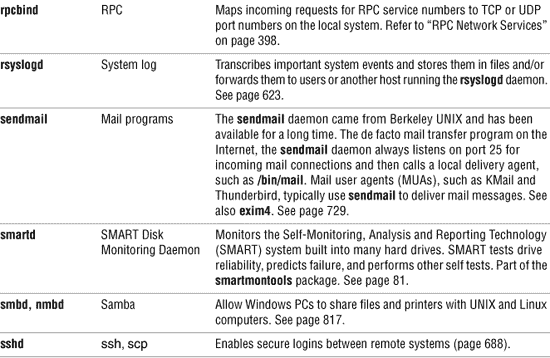 rpcbind RPC Maps incoming requests for RPC service numbers to TCP or UDP
port numbers on the local system. Refer to “RPC Network Services”
on page 398.
rsyslogd System log Transcribes important system events and stores them in files and/or
forwards them to users or another host running the rsyslogd daemon.
See page 623.
sendmail Mail programs The sendmail daemon came from Berkeley UNIX and has been
available for a long time. The de facto mail transfer program on the
Internet, the sendmail daemon always listens on port 25 for
incoming mail connections and then calls a local delivery agent,
such as /bin/mail. Mail user agents (MUAs), such as KMail and
Thunderbird, typically use sendmail to deliver mail messages. See
also exim4. See page 729.
smartd SMART Disk Monitors the Self-Monitoring, Analysis and Reporting Technology
Monitoring Daemon (SMART) system built into many hard drives. SMART tests drive
reliability, predicts failure, and performs other self tests. Part of the
smartmontools package. See page 81.
smbd, nmbd Samba Allow Windows PCs to share files and printers with UNIX and Linux
computers. See page 817.
sshd ssh, scp Enables secure logins between remote systems (page 688).